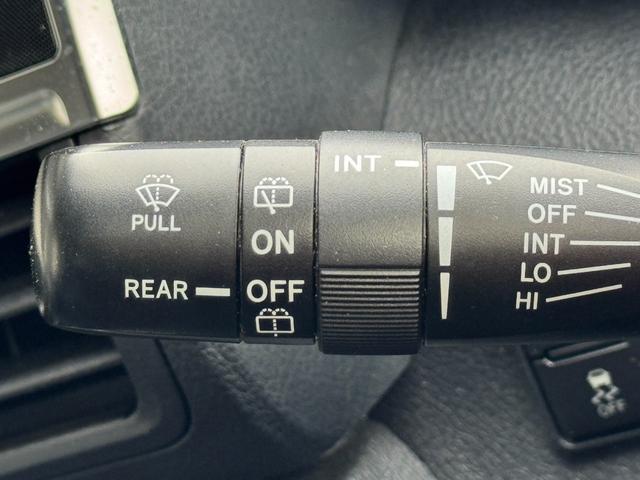 PULL
REAR
ON
OFF
INT
MIST
OFF
INT
LO
HI
OFF